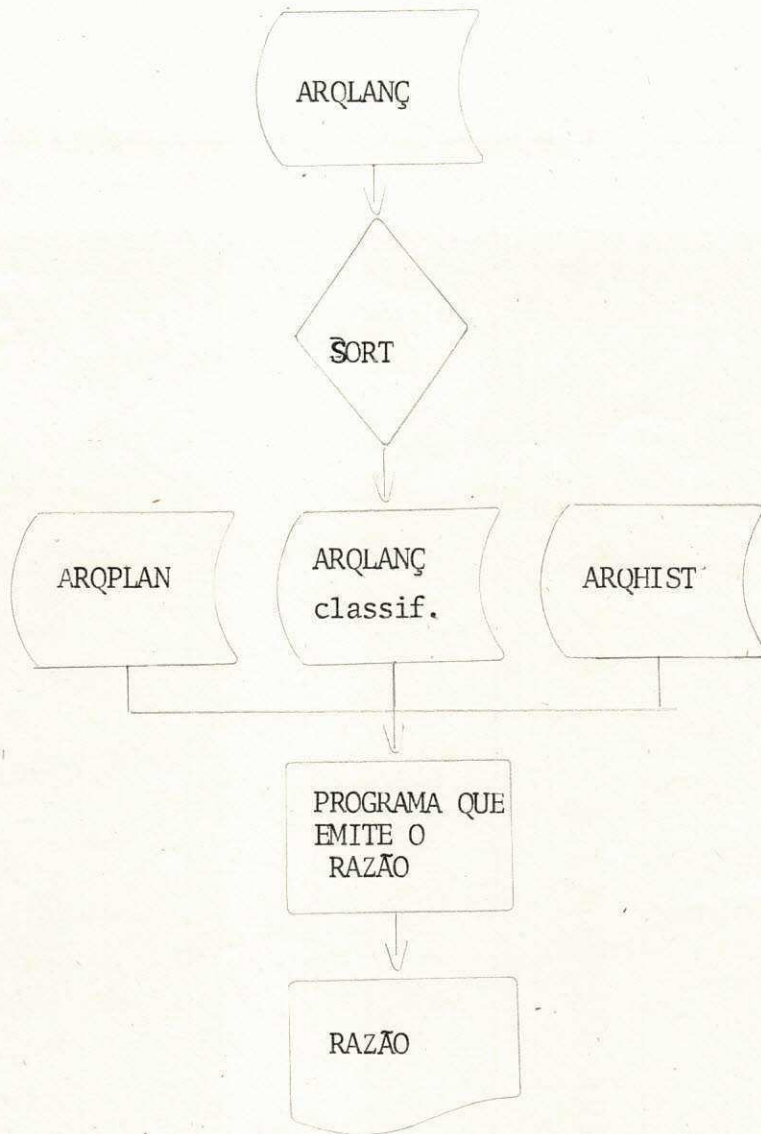 ARQLANÇ
SORT
ARQPLAN
ARQLANÇ
classif.
ARQHIST
PROGRAMA QUE
EMITE O
RAZÃO
RAZÃO